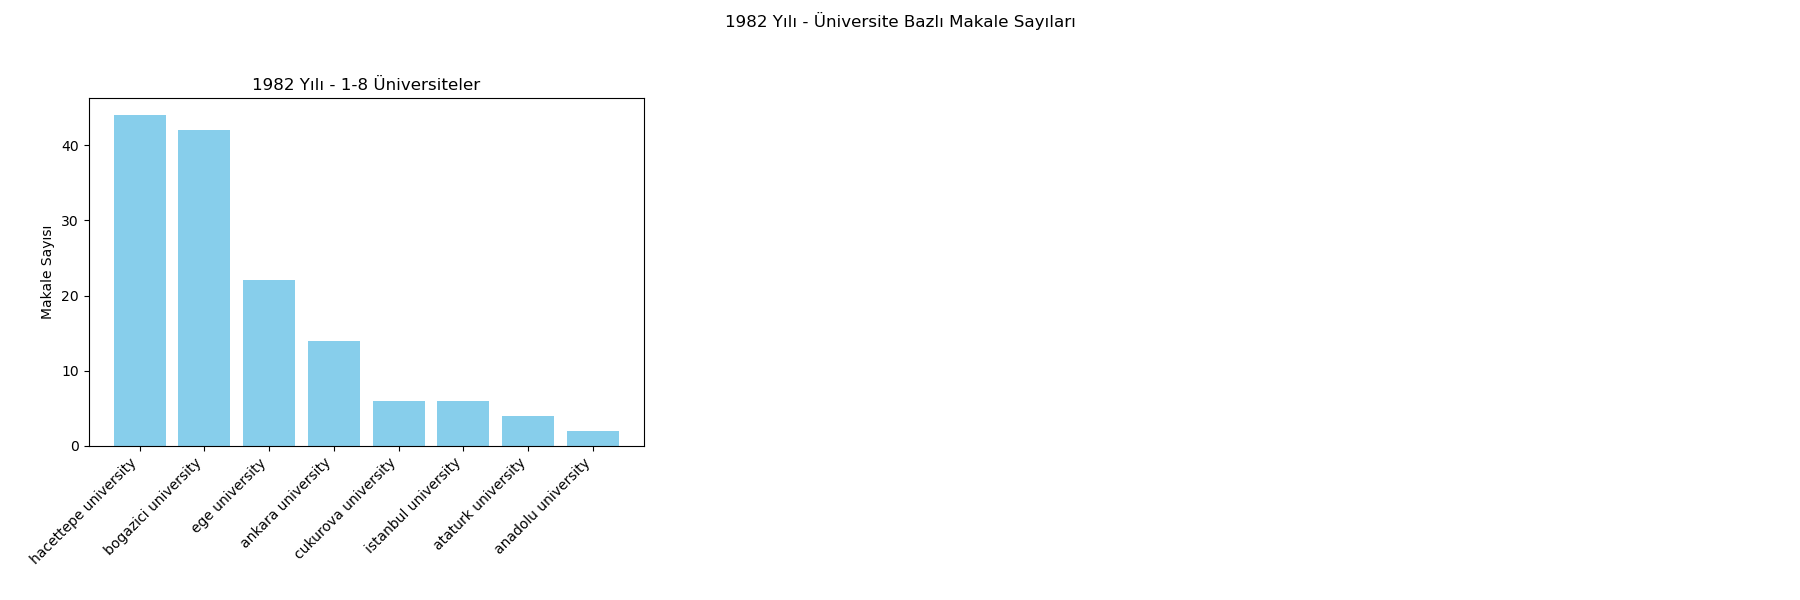 1982 Yılı - Üniversite Bazlı Makale Sayıları
1982 Yılı - 1-8 Üniversiteler
Makale Sayısı
40
30
20
10
0
hacettepe university
bogazici university
ege university
ankara university
cukurova university
istanbul university
ataturk university
anadolu university